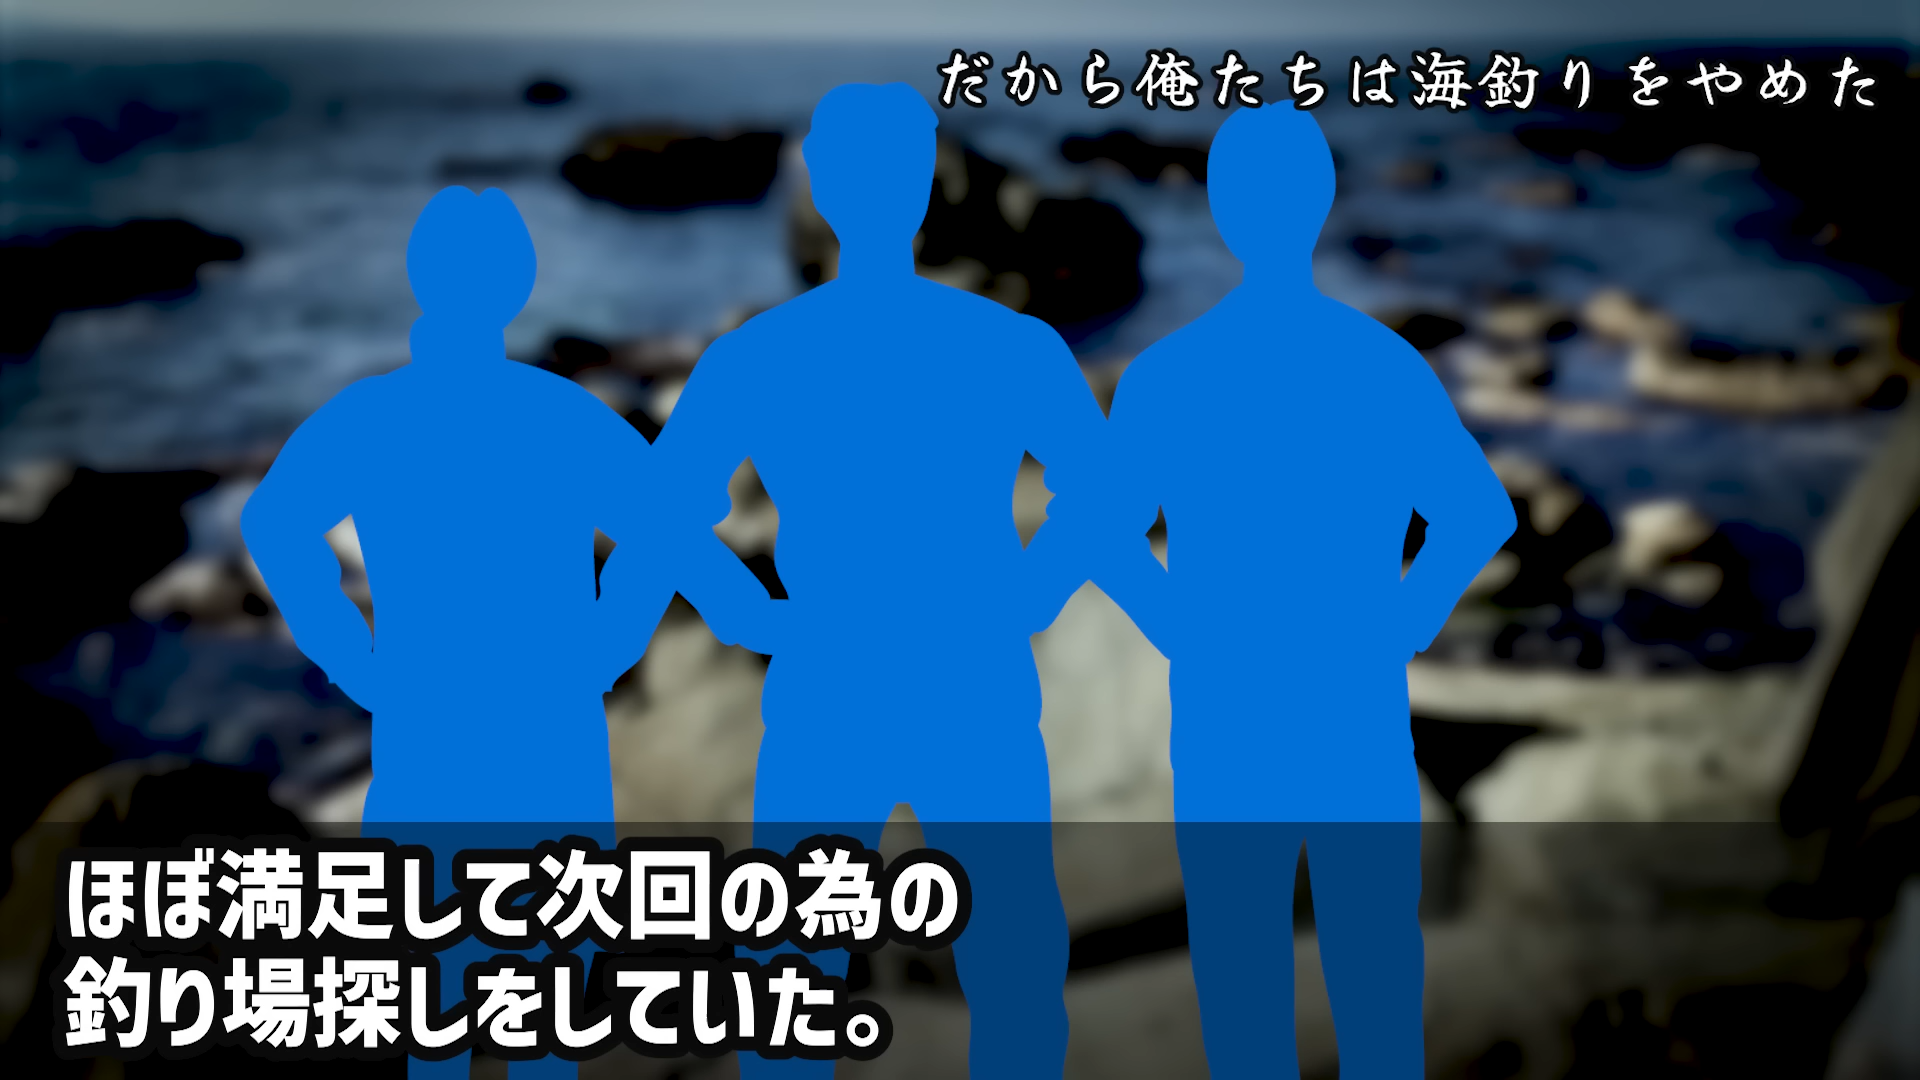 だから俺たちは海釣りをやめた
ほぼ満足して次回の為の
釣り場探しをしていた。